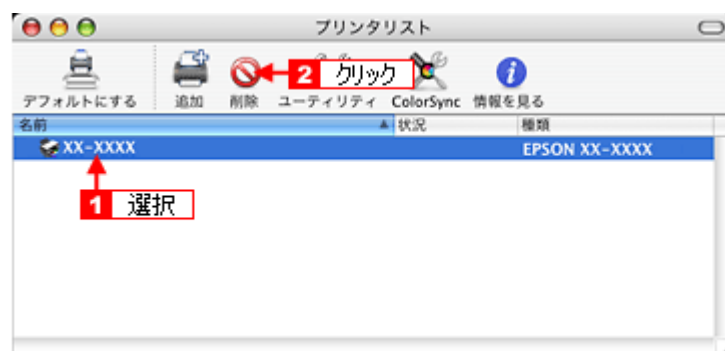 プリンタリスト
2 クリック
デフォルトにする 追加 削除 ユーティリティ ColorSync 情報を見る
名前 状況 種類
XX-XXXX EPSON XX-XXXX
1 選択